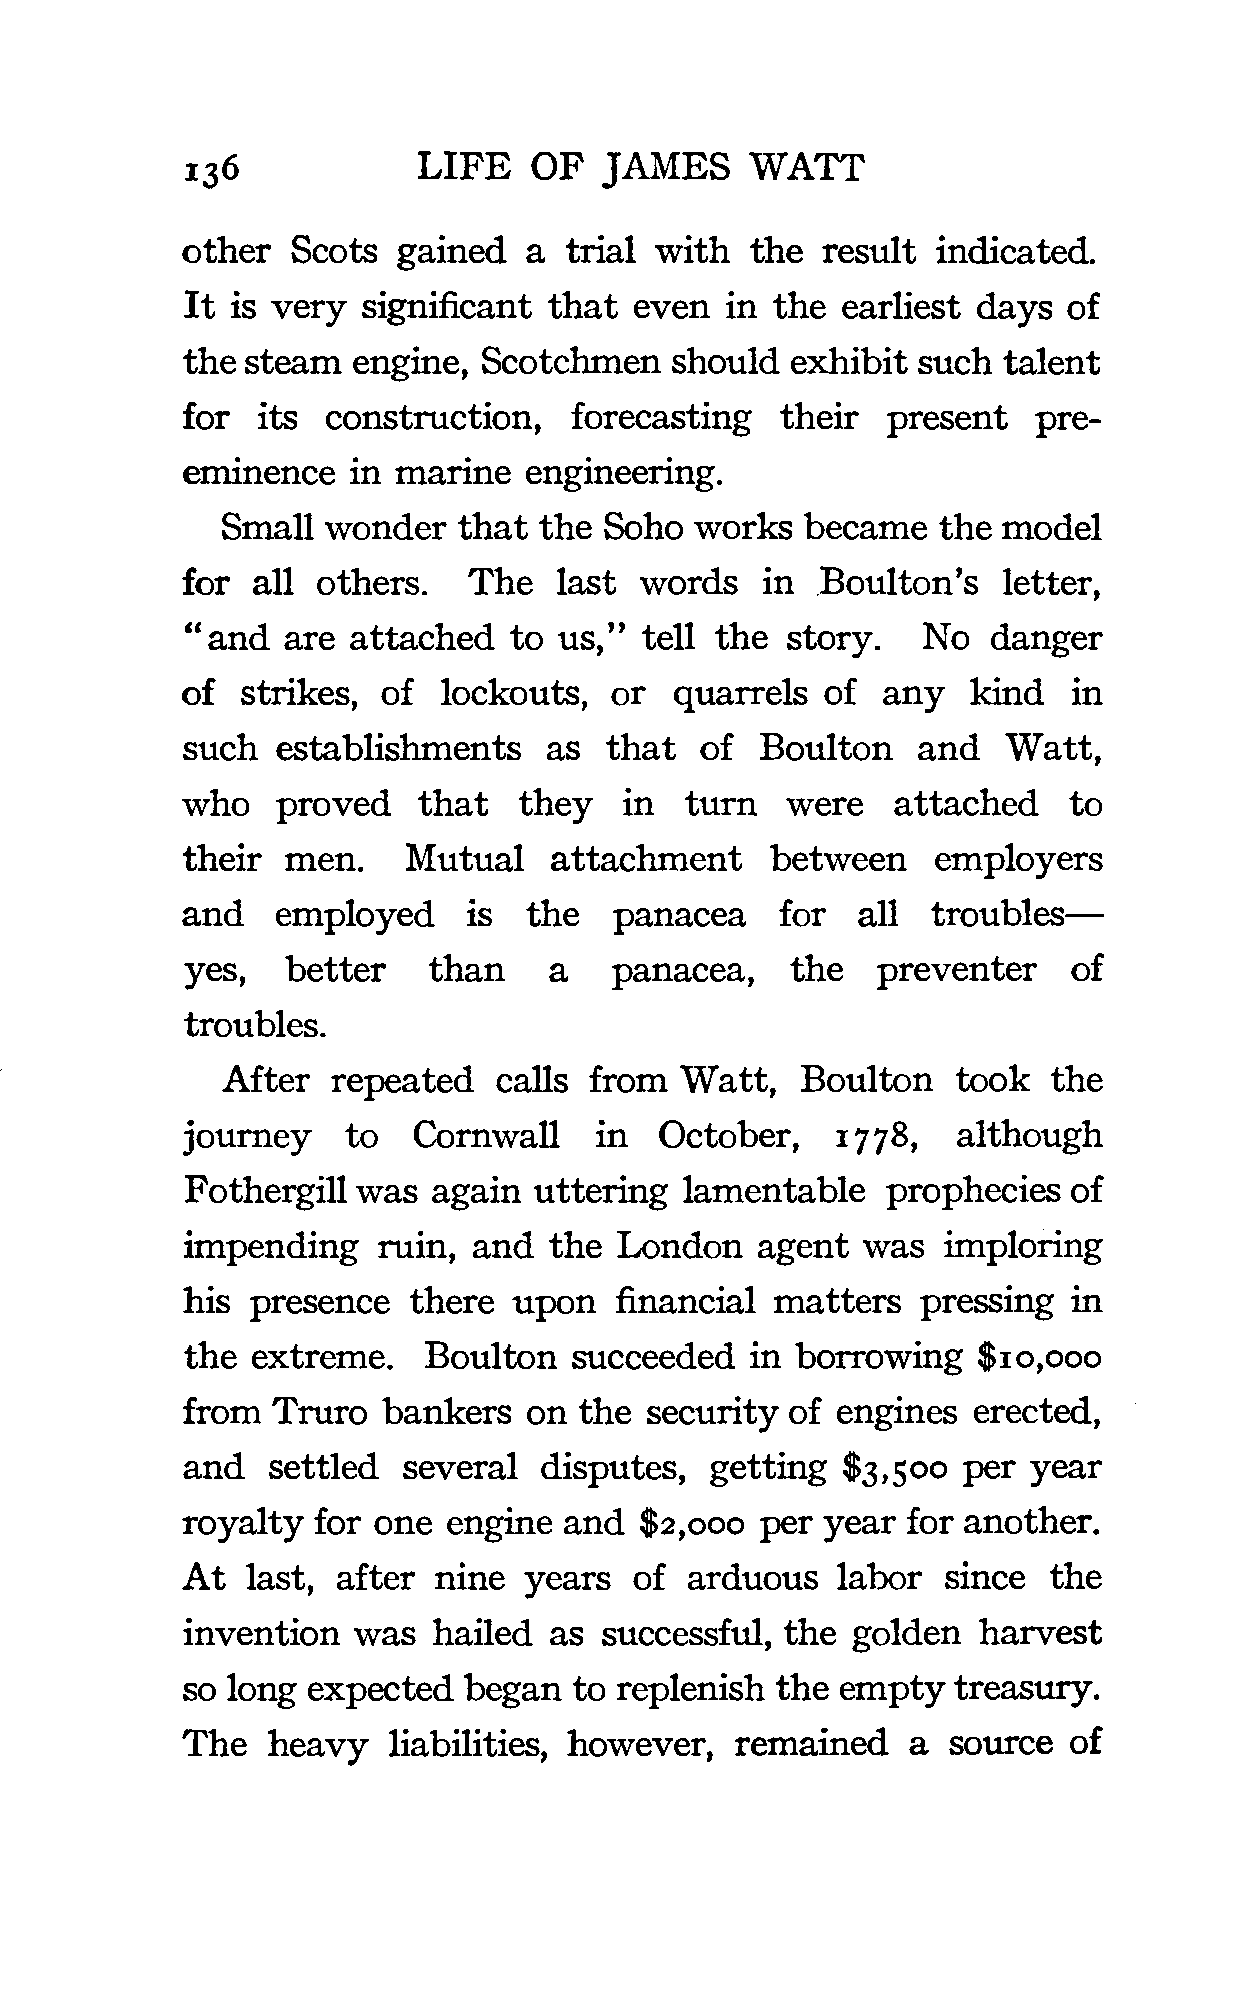 136 LIFE OF JAMES WATT
other Scots gained a trial with the result indicated.
It is very significant that even in the earliest days of
the steam engine, Scotchmen should exhibit such talent
for its construction, forecasting their present pre-
eminence in marine engineering.
Small wonder that the Soho works became the model
for all others. The last words in Boulton's letter,
"and are attached to us," tell the story. No danger
of strikes, of lockouts, or quarrels of any kind in
such establishments as that of Boulton and Watt,
who proved that they in turn were attached to
their men. Mutual attachment between employers
and employed is the panacea for all troubles—
yes, better than a panacea, the preventer of
troubles.
After repeated calls from Watt, Boulton took the
journey to Cornwall in October, 1778, although
Fothergill was again uttering lamentable prophecies of
impending ruin, and the London agent was imploring
his presence there upon financial matters pressing in
the extreme. Boulton succeeded in borrowing $10,000
from Truro bankers on the security of engines erected,
and settled several disputes, getting $3,500 per year
royalty for one engine and $2,000 per year for another.
At last, after nine years of arduous labor since the
invention was hailed as successful, the golden harvest
so long expected began to replenish the empty treasury.
The heavy liabilities, however, remained a source of